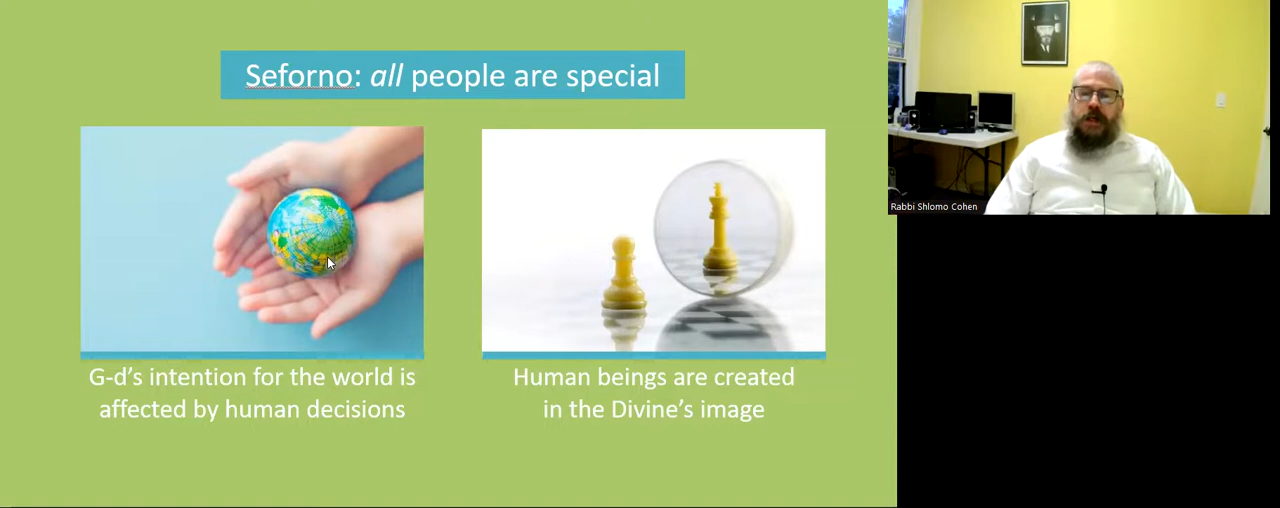 Seforno: all people are special
G-d's intention for the world is
affected by human decisions
Human beings are created
in the Divine's image
Rabbi Shlomo Cohen